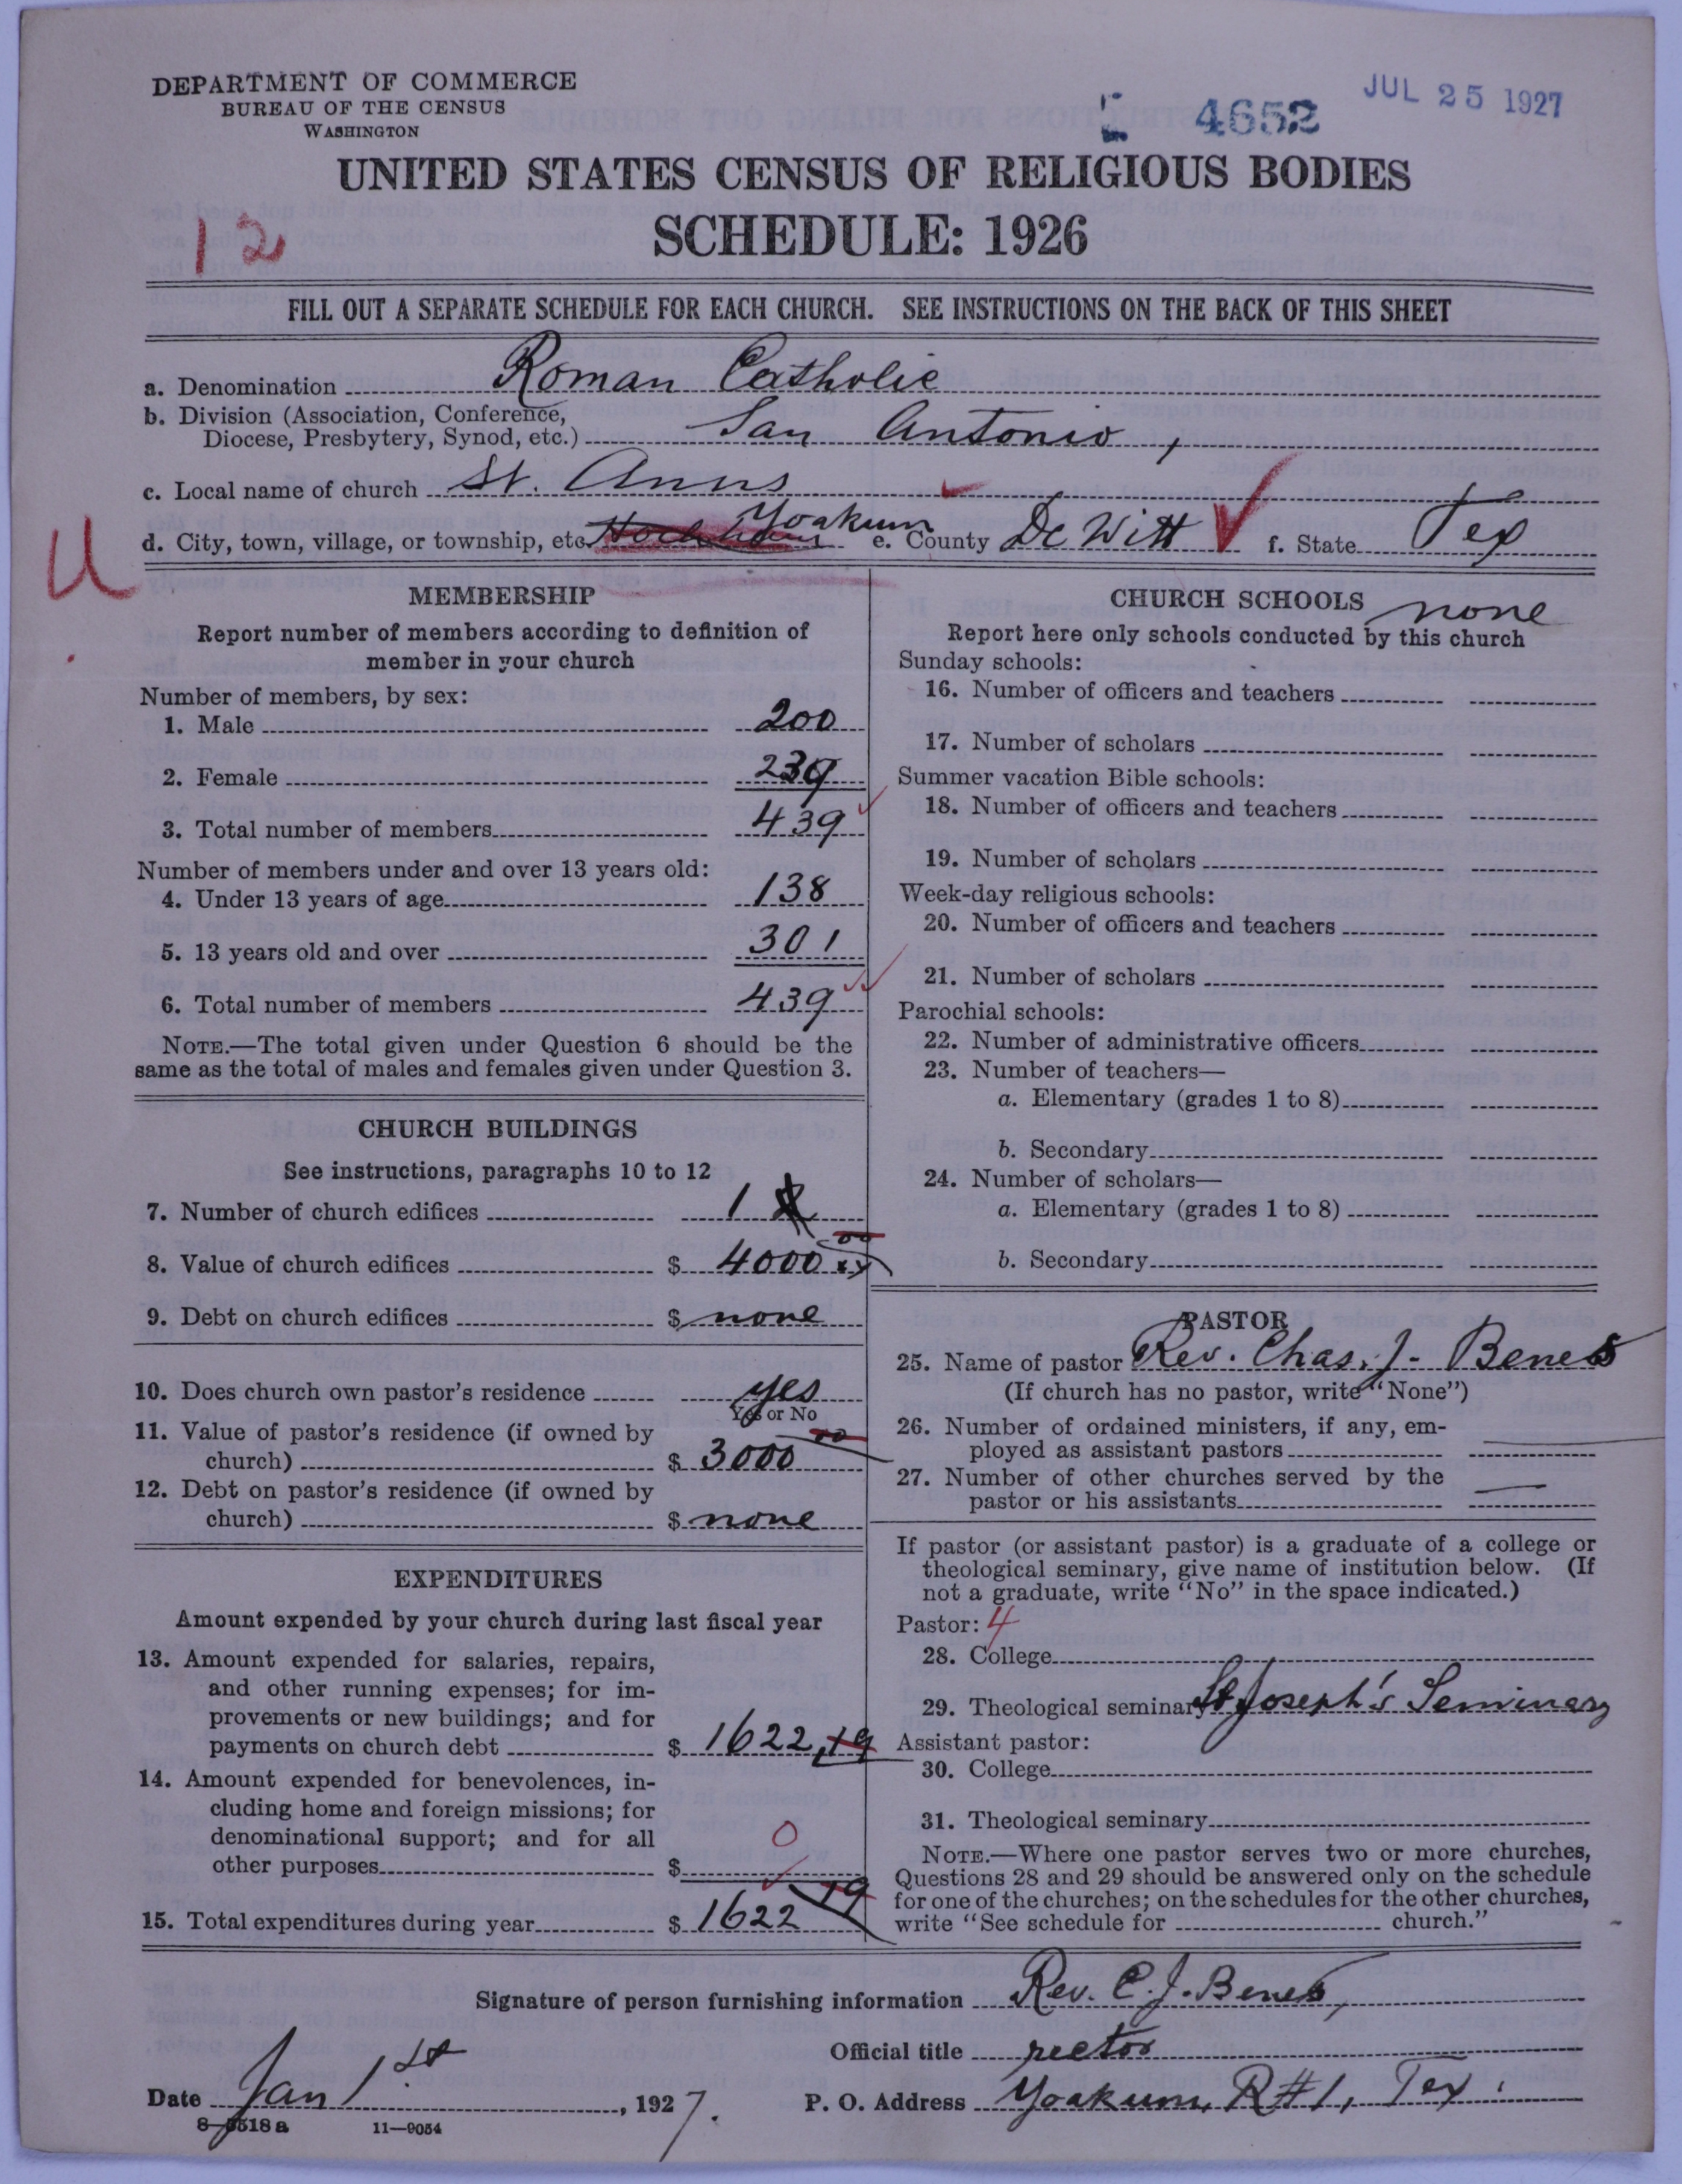 DEPARTMENT OF COMMERCE
BUREAU OF THE CENSUS
WASHINGTON
4652
JUL 25 1927
UNITED STATES CENSUS OF RELIGIOUS BODIES
SCHEDULE: 1926
12
FILL OUT A SEPARATE SCHEDULE FOR EACH CHURCH. SEE INSTRUCTIONS ON THE BACK OF THIS SHEET
a. Denomination Roman Catholic
b. Division (Association, Conference,
Diocese, Presbytery, Synod, etc.) San Antonio,
c. Local name of church St. Anns
d. City, town, village, or township, etc. Yoakum e. County De Witt f. State Tex
U
MEMBERSHIP
Report number of members according to definition of
member in your church
Number of members, by sex:
1. Male 200
2. Female 239
3. Total number of members 439
Number of members under and over 13 years old:
4. Under 13 years of age 138
5. 13 years old and over 301
6. Total number of members 439
NOTE.—The total given under Question 6 should be the
same as the total of males and females given under Question 3.
CHURCH BUILDINGS
See instructions, paragraphs 10 to 12
7. Number of church edifices 1
8. Value of church edifices $ 4000
9. Debt on church edifices $ none
10. Does church own pastor's residence yes
Yes or No
11. Value of pastor's residence (if owned by
church) $ 3000 00
12. Debt on pastor's residence (if owned by
church) $ none
EXPENDITURES
Amount expended by your church during last fiscal year
13. Amount expended for salaries, repairs,
and other running expenses; for im-
provements or new buildings; and for
payments on church debt $ 1622,19
14. Amount expended for benevolences, in-
cluding home and foreign missions; for
denominational support; and for all
other purposes $ 0
15. Total expenditures during year $ 1622 19
CHURCH SCHOOLS none
Report here only schools conducted by this church
Sunday schools:
16. Number of officers and teachers
17. Number of scholars
Summer vacation Bible schools:
18. Number of officers and teachers
19. Number of scholars
Week-day religious schools:
20. Number of officers and teachers
21. Number of scholars
Parochial schools:
22. Number of administrative officers
23. Number of teachers—
a. Elementary (grades 1 to 8)
b. Secondary
24. Number of scholars—
a. Elementary (grades 1 to 8)
b. Secondary
PASTOR
25. Name of pastor Rev. Chas. J. Benes
(If church has no pastor, write "None")
26. Number of ordained ministers, if any, em-
ployed as assistant pastors
27. Number of other churches served by the
pastor or his assistants —
If pastor (or assistant pastor) is a graduate of a college or
theological seminary, give name of institution below. (If
not a graduate, write "No" in the space indicated.)
Pastor: 4
28. College
29. Theological seminary St Joseph's Seminary
Assistant pastor:
30. College
31. Theological seminary
NOTE.—Where one pastor serves two or more churches,
Questions 28 and 29 should be answered only on the schedule
for one of the churches; on the schedules for the other churches,
write "See schedule for church."
Signature of person furnishing information Rev. C. J. Benes,
Official title rector
Date Jan 1st, 1927. P. O. Address Yoakum, R#1, Tex.
8-9518a 11—9054